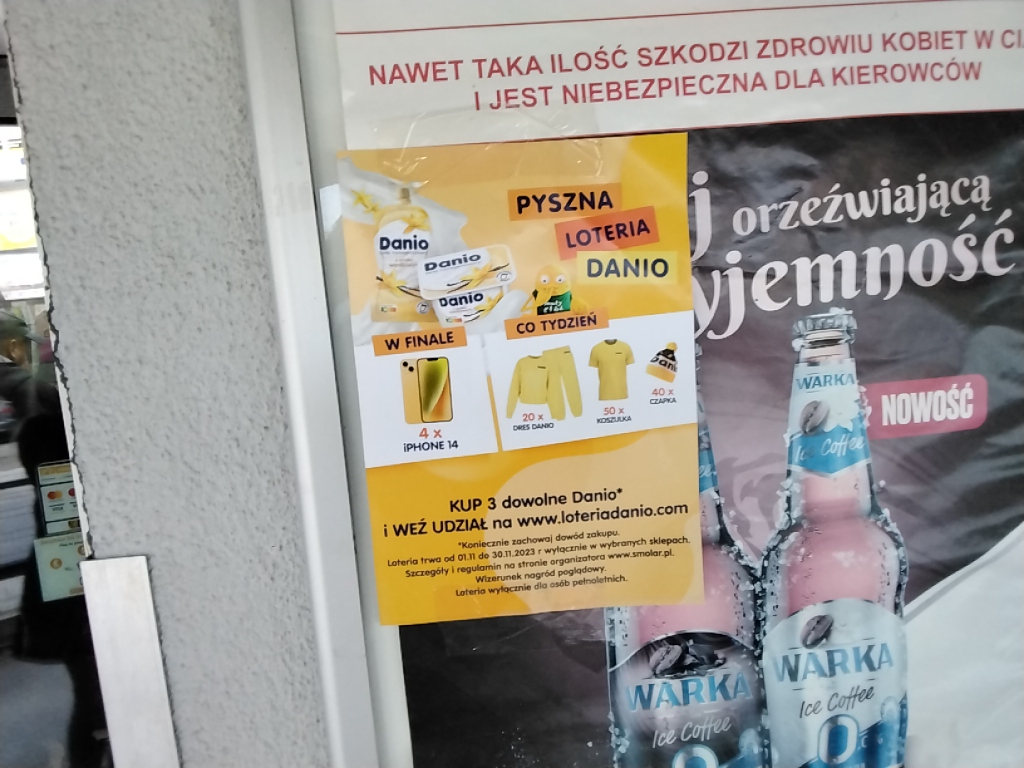 NAWET TAKA ILOŚĆ SZKODZI ZDROWIU KOBIET W CI
I JEST NIEBEZPIECZNA DLA KIEROWCÓW
PYSZNA
LOTERIA
DANIO
Danio
Danio
Danio
W FINALE
CO TYDZIEŃ
4 x
iPHONE 14
20 x
DRES DANIO
50 x
KOSZULKA
40 x
CZAPKA
KUP 3 dowolne Danio*
i WEŹ UDZIAŁ na www.loteriadanio.com
*Koniecznie zachowaj dowód zakupu.
Loteria trwa od 01.11 do 30.11.2023 r wyłącznie w wybranych sklepach.
Szczegóły i regulamin na stronie organizatora www.smolar.pl.
Wizerunek nagród poglądowy.
Loteria wyłącznie dla osób pełnoletnich.
j orzeźwiającą
yjemność
NOWOŚĆ
WARKA
Ice Coffee
WARKA
Ice Coffee
0
WARKA
Ice Coffee
0